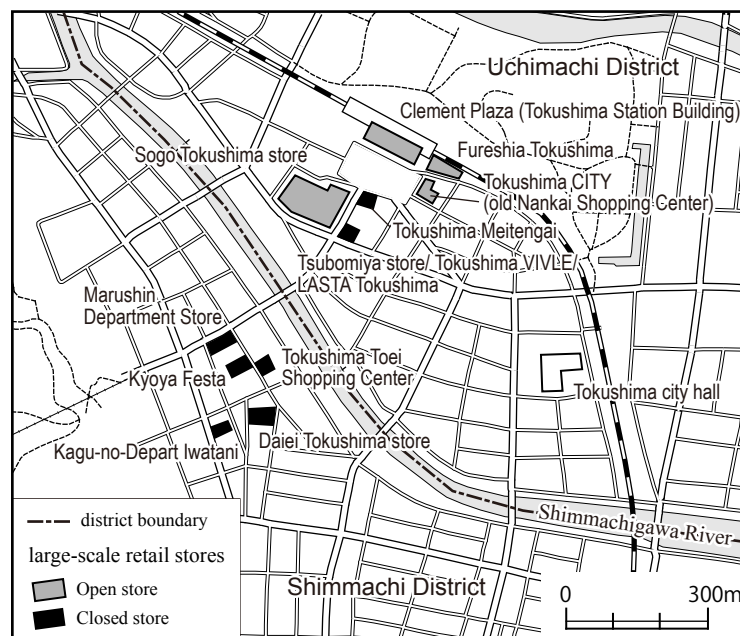 Uchimachi District
Clement Plaza (Tokushima Station Building)
Fureshia Tokushima
Sogo Tokushima store
Tokushima CITY
(old Nankai Shopping Center)
Tokushima Meitengai
Tsubomiya store/ Tokushima VIVLE/
LASTA Tokushima
Marushin
Department Store
Tokushima Toei
Shopping Center
Kyoya Festa
Tokushima city hall
Daiei Tokushima store
Kagu-no-Depart Iwatani
Shimmachigawa River
district boundary
large-scale retail stores
Open store
Closed store
Shimmachi District
0 300m